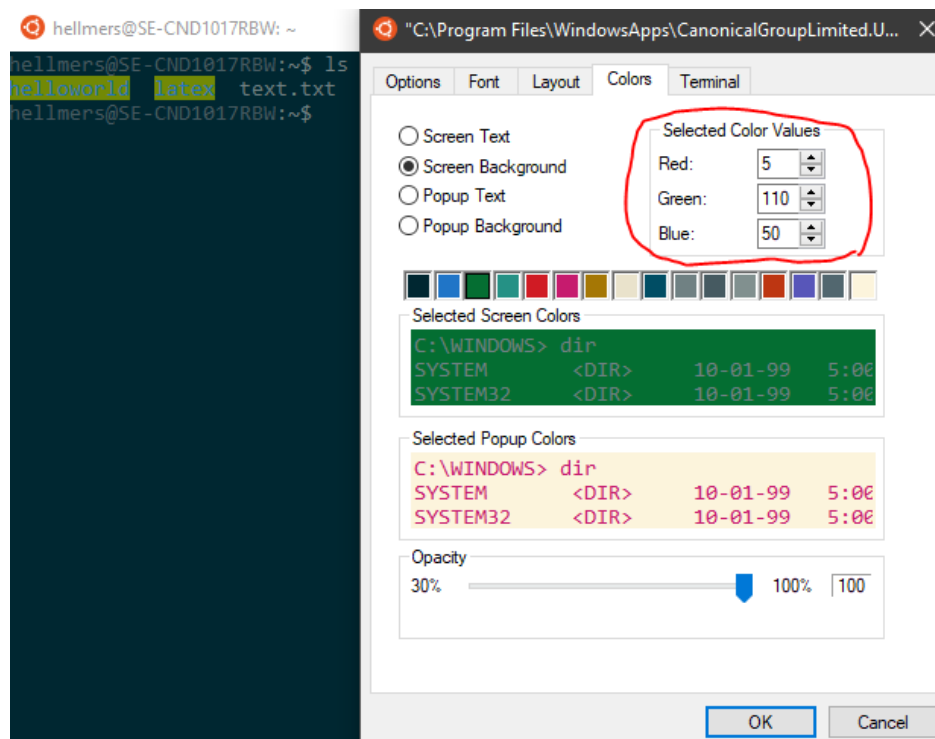 hellmers@SE-CND1017RBW: ~
hellmers@SE-CND1017RBW:~$ ls
helloworld latex text.txt
hellmers@SE-CND1017RBW:~$
"C:\Program Files\WindowsApps\CanonicalGroupLimited.U...
Options Font Layout Colors Terminal
Screen Text
Screen Background
Popup Text
Popup Background
Selected Color Values
Red: 5
Green: 110
Blue: 50
Selected Screen Colors
C:\WINDOWS> dir
SYSTEM <DIR> 10-01-99 5:00
SYSTEM32 <DIR> 10-01-99 5:00
Selected Popup Colors
C:\WINDOWS> dir
SYSTEM <DIR> 10-01-99 5:00
SYSTEM32 <DIR> 10-01-99 5:00
Opacity
30% 100% 100
OK Cancel